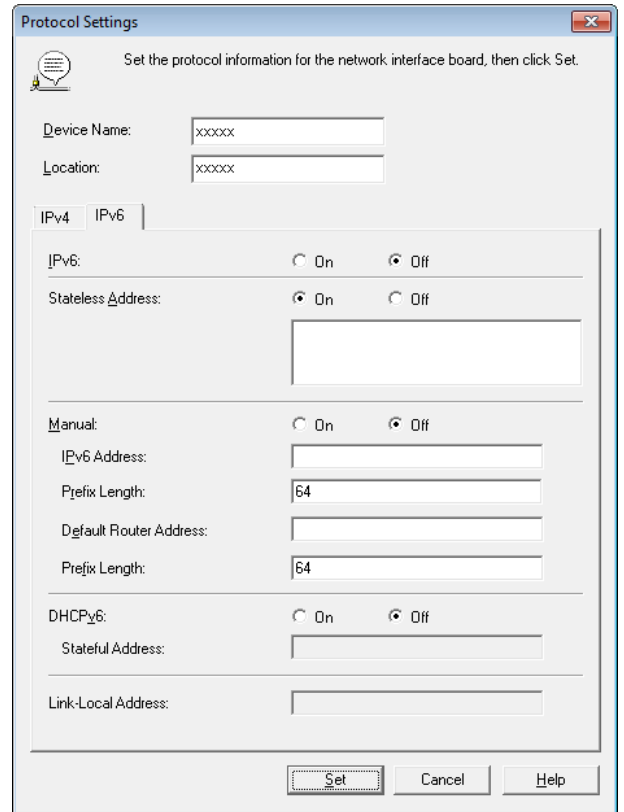 Protocol Settings
Set the protocol information for the network interface board, then click Set.
Device Name: xxxxx
Location: xxxxx
IPv4 IPv6
IPv6: On Off
Stateless Address: On Off
Manual: On Off
IPv6 Address:
Prefix Length: 64
Default Router Address:
Prefix Length: 64
DHCPv6: On Off
Stateful Address:
Link-Local Address:
Set Cancel Help